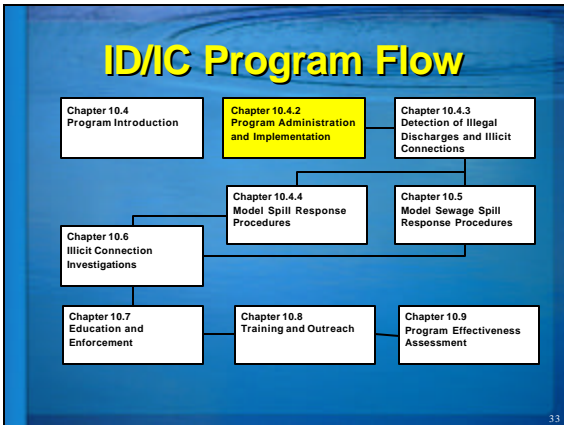 ID/IC Program Flow
Chapter 10.4
Program Introduction
Chapter 10.4.2
Program Administration
and Implementation
Chapter 10.4.3
Detection of Illegal
Discharges and Illicit
Connections
Chapter 10.4.4
Model Spill Response
Procedures
Chapter 10.5
Model Sewage Spill
Response Procedures
Chapter 10.6
Illicit Connection
Investigations
Chapter 10.7
Education and
Enforcement
Chapter 10.8
Training and Outreach
Chapter 10.9
Program Effectiveness
Assessment
33